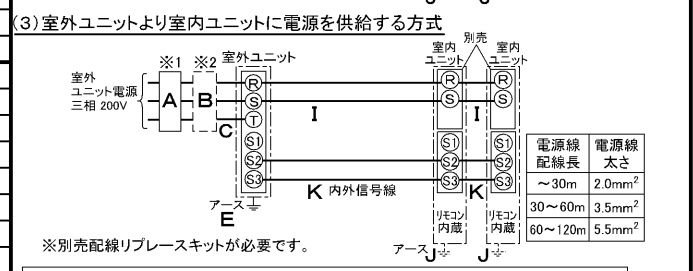 (3)室外ユニットより室内ユニットに電源を供給する方式
別売
※1 ※2 室外ユニット 室内 ユニット 室内 ユニット
室外
ユニット電源
三相 200V
A B C
R S T S1 S2 S3
I I
R S S1 S2 S3
R S S1 S2 S3
K 内外信号線 K
アース
E
リモコン
内蔵
リモコン
内蔵
アース J J
※別売配線リプレースキットが必要です。
電源線配線長 電源線太さ
~30m 2.0mm²
30~60m 3.5mm²
60~120m 5.5mm²